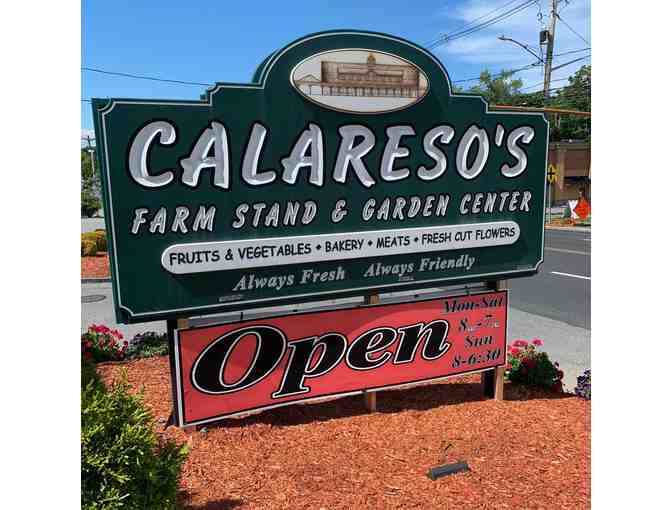 CALARESO'S
FARM STAND & GARDEN CENTER
FRUITS & VEGETABLES • BAKERY • MEATS • FRESH CUT FLOWERS
Always Fresh Always Friendly
Open
Mon-Sat
8am-7pm
Sun
8-6:30